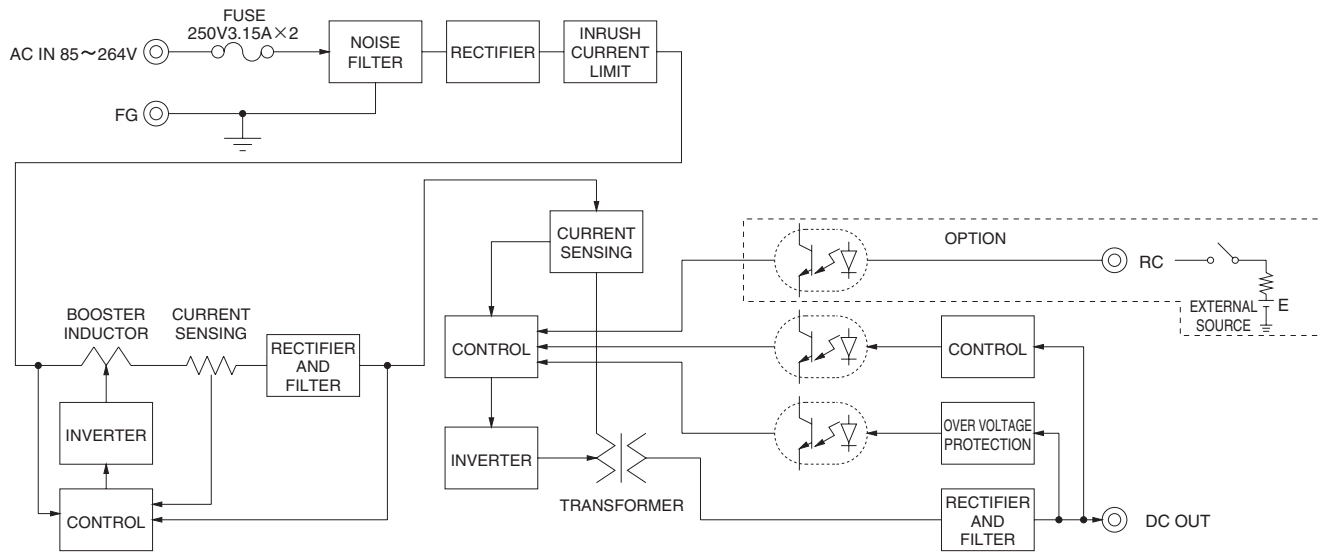 FUSE
250V3.15A×2
AC IN 85~264V
NOISE
FILTER
RECTIFIER
INRUSH
CURRENT
LIMIT
FG
CURRENT
SENSING
OPTION
RC
E
EXTERNAL
SOURCE
BOOSTER
INDUCTOR
CURRENT
SENSING
RECTIFIER
AND
FILTER
CONTROL
CONTROL
INVERTER
INVERTER
OVER VOLTAGE
PROTECTION
TRANSFORMER
CONTROL
RECTIFIER
AND
FILTER
DC OUT